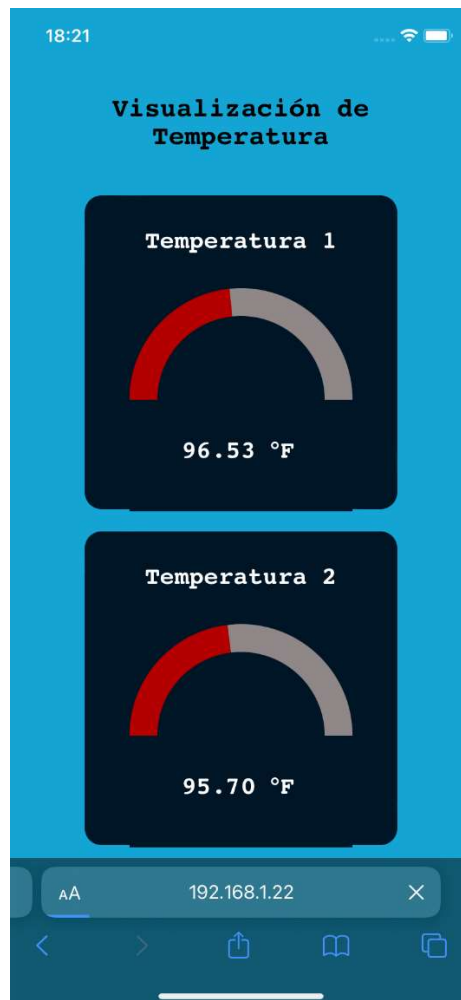 18:21
Visualización de
Temperatura
Temperatura 1
96.53 °F
Temperatura 2
95.70 °F
AA 192.168.1.22